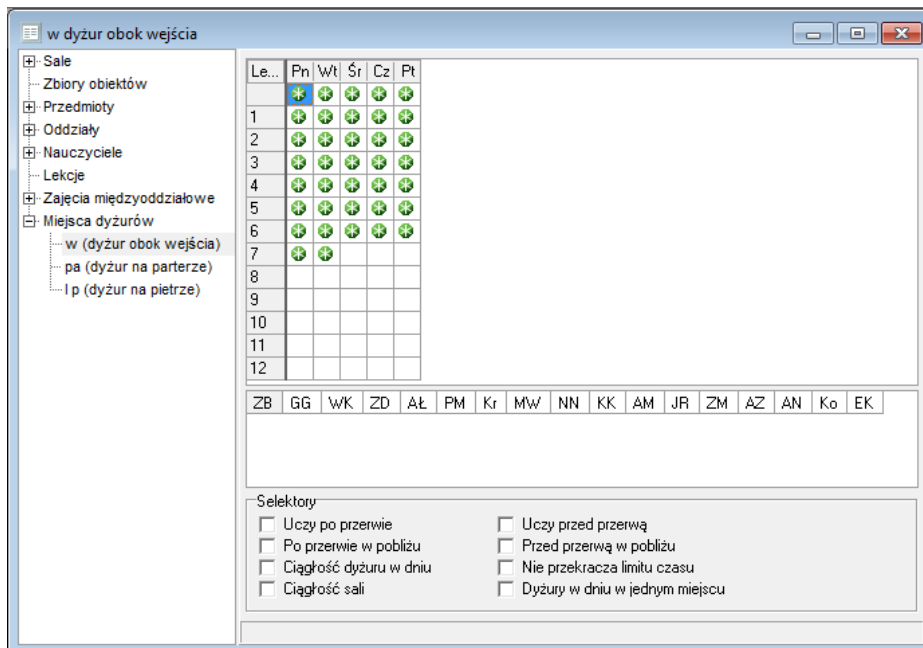 w dyżur obok wejścia
Sale
Zbiory obiektów
Przedmioty
Oddziały
Nauczyciele
Lekcje
Zajęcia międzyoddziałowe
Miejsca dyżurów
w (dyżur obok wejścia)
pa (dyżur na parterze)
I p (dyżur na pietrze)
Le... Pn Wt Śr Cz Pt
1
2
3
4
5
6
7
8
9
10
11
12
ZB GG WK ZD AŁ PM Kr MW NN KK AM JR ZM AZ AN Ko EK
Selektory
Uczy po przerwie Uczy przed przerwą
Po przerwie w pobliżu Przed przerwą w pobliżu
Ciągłość dyżuru w dniu Nie przekracza limitu czasu
Ciągłość sali Dyżury w dniu w jednym miejscu